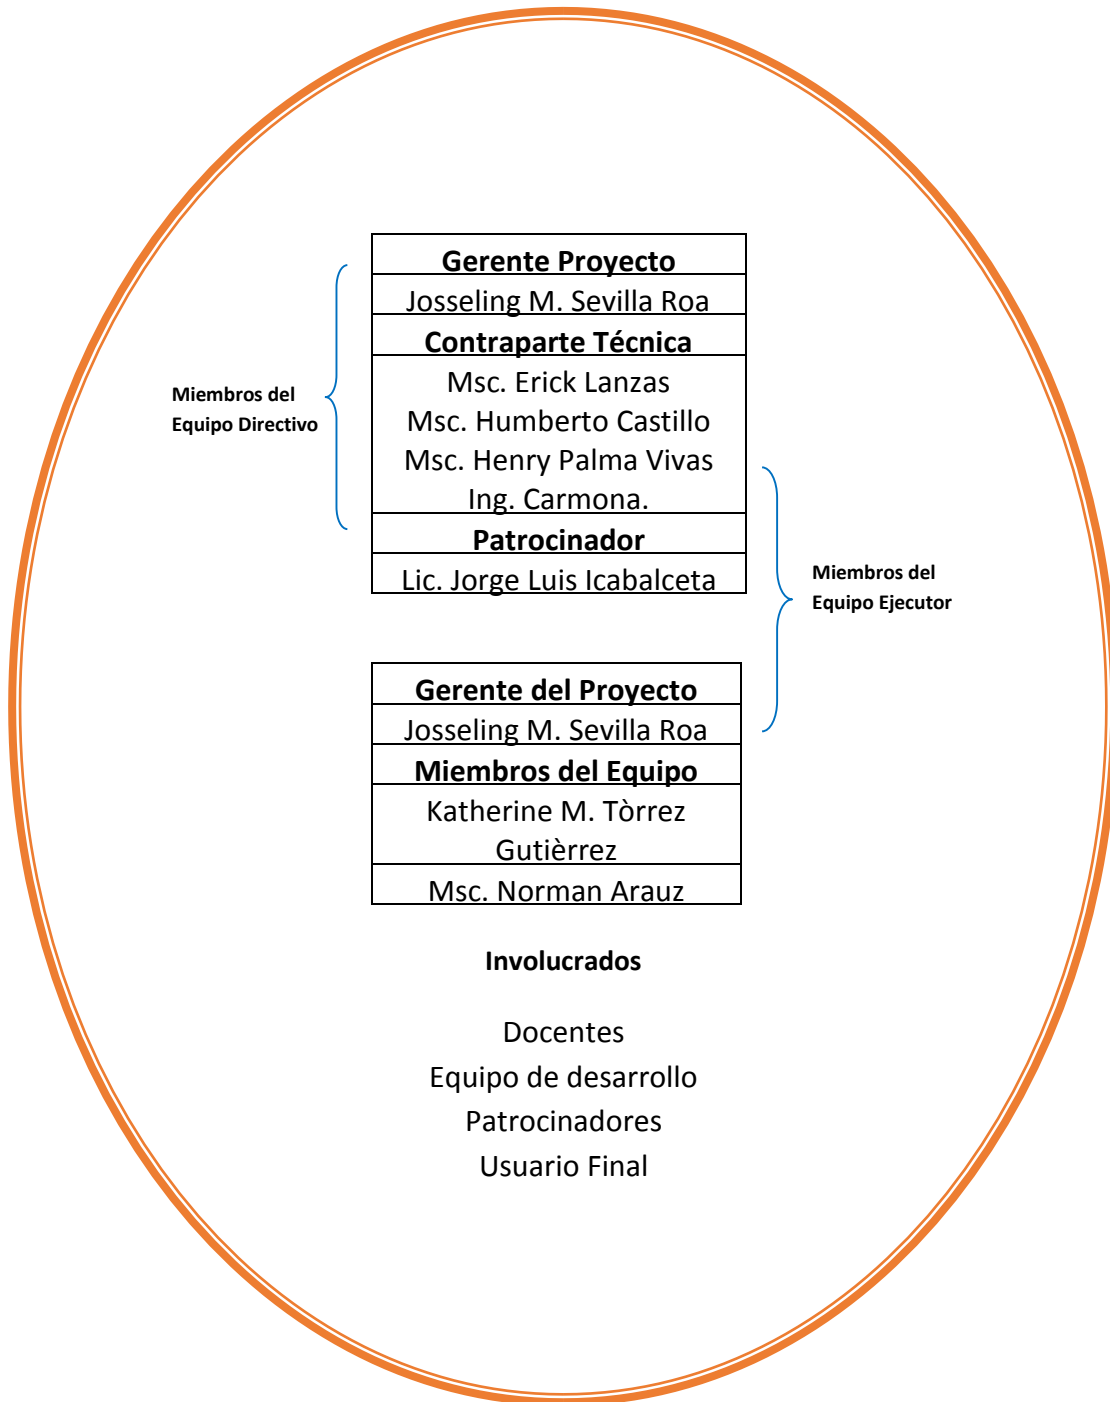 Gerente Proyecto
Josseling M. Sevilla Roa
Contraparte Técnica
Msc. Erick Lanzas
Msc. Humberto Castillo
Msc. Henry Palma Vivas
Ing. Carmona.
Patrocinador
Lic. Jorge Luis Icabalceta
Miembros del
Equipo Directivo
Miembros del
Equipo Ejecutor
Gerente del Proyecto
Josseling M. Sevilla Roa
Miembros del Equipo
Katherine M. Tòrrez
Gutièrrez
Msc. Norman Arauz
Involucrados
Docentes
Equipo de desarrollo
Patrocinadores
Usuario Final